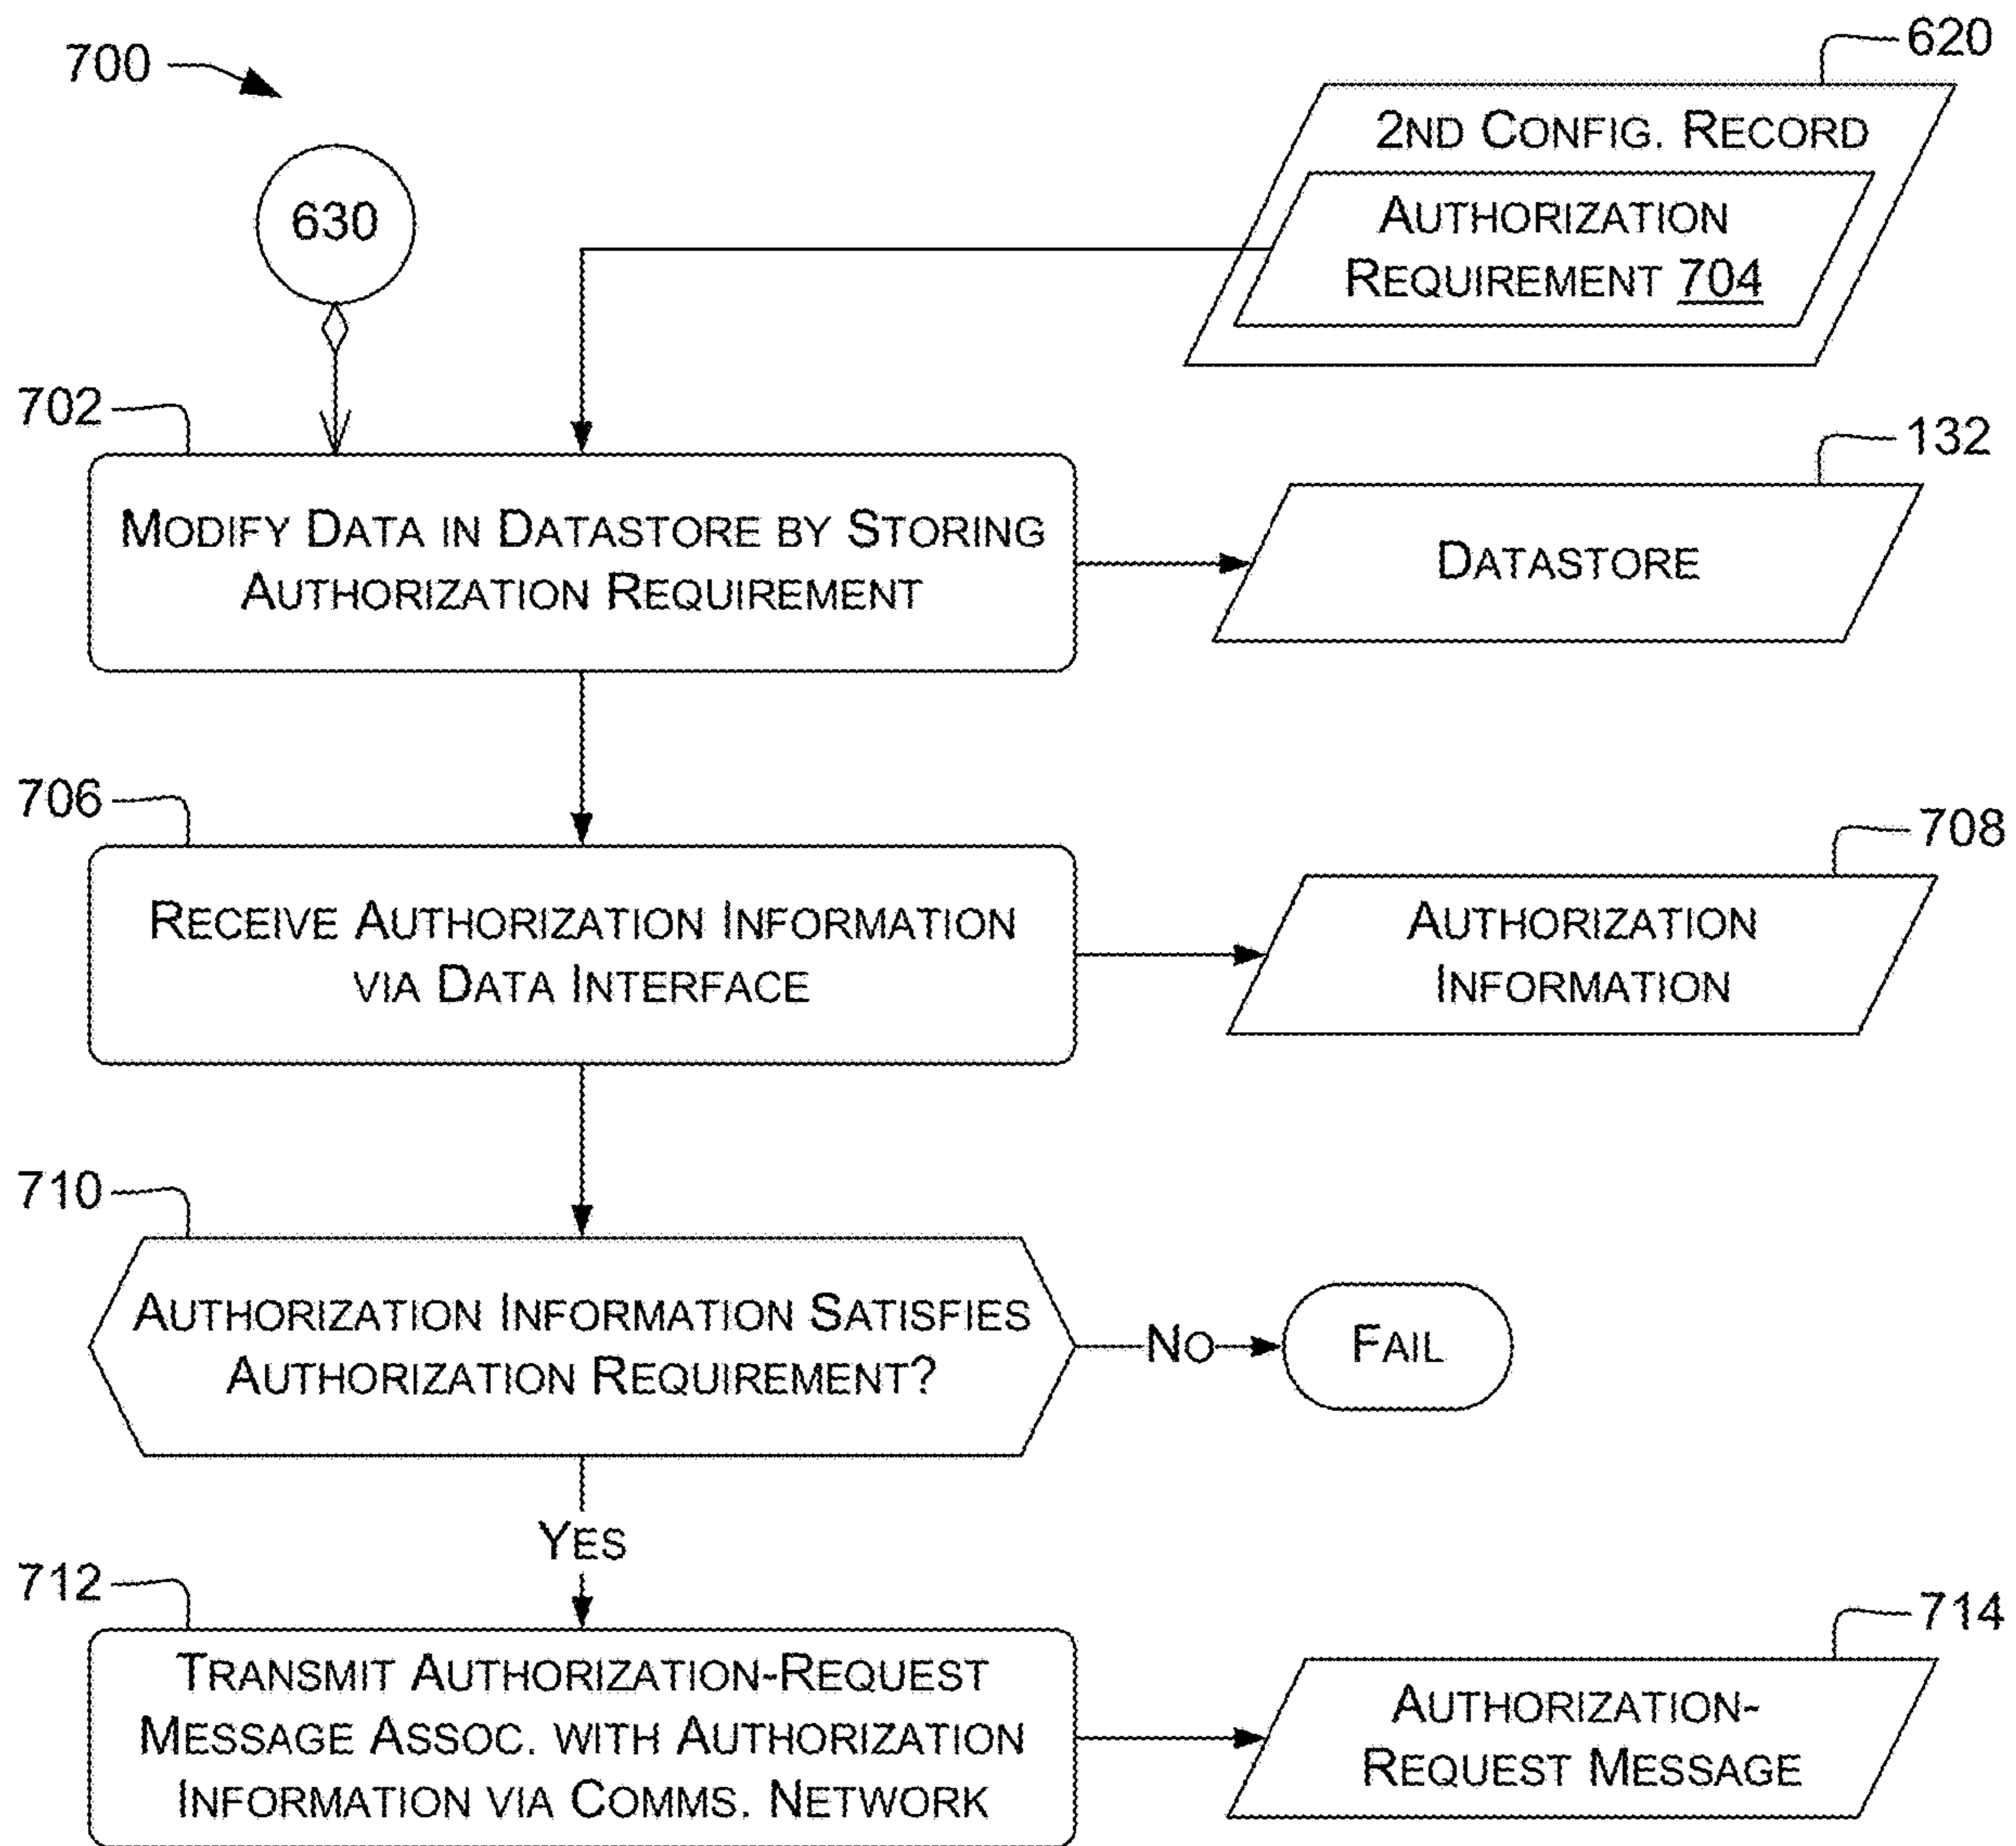 700
620
2ND CONFIG. RECORD
630
AUTHORIZATION
REQUIREMENT 704
702
132
MODIFY DATA IN DATASTORE BY STORING
AUTHORIZATION REQUIREMENT
DATASTORE
706
708
RECEIVE AUTHORIZATION INFORMATION
VIA DATA INTERFACE
AUTHORIZATION
INFORMATION
710
AUTHORIZATION INFORMATION SATISFIES
AUTHORIZATION REQUIREMENT?
NO
FAIL
YES
712
714
TRANSMIT AUTHORIZATION-REQUEST
MESSAGE ASSOC. WITH AUTHORIZATION
INFORMATION VIA COMMS. NETWORK
AUTHORIZATION-
REQUEST MESSAGE